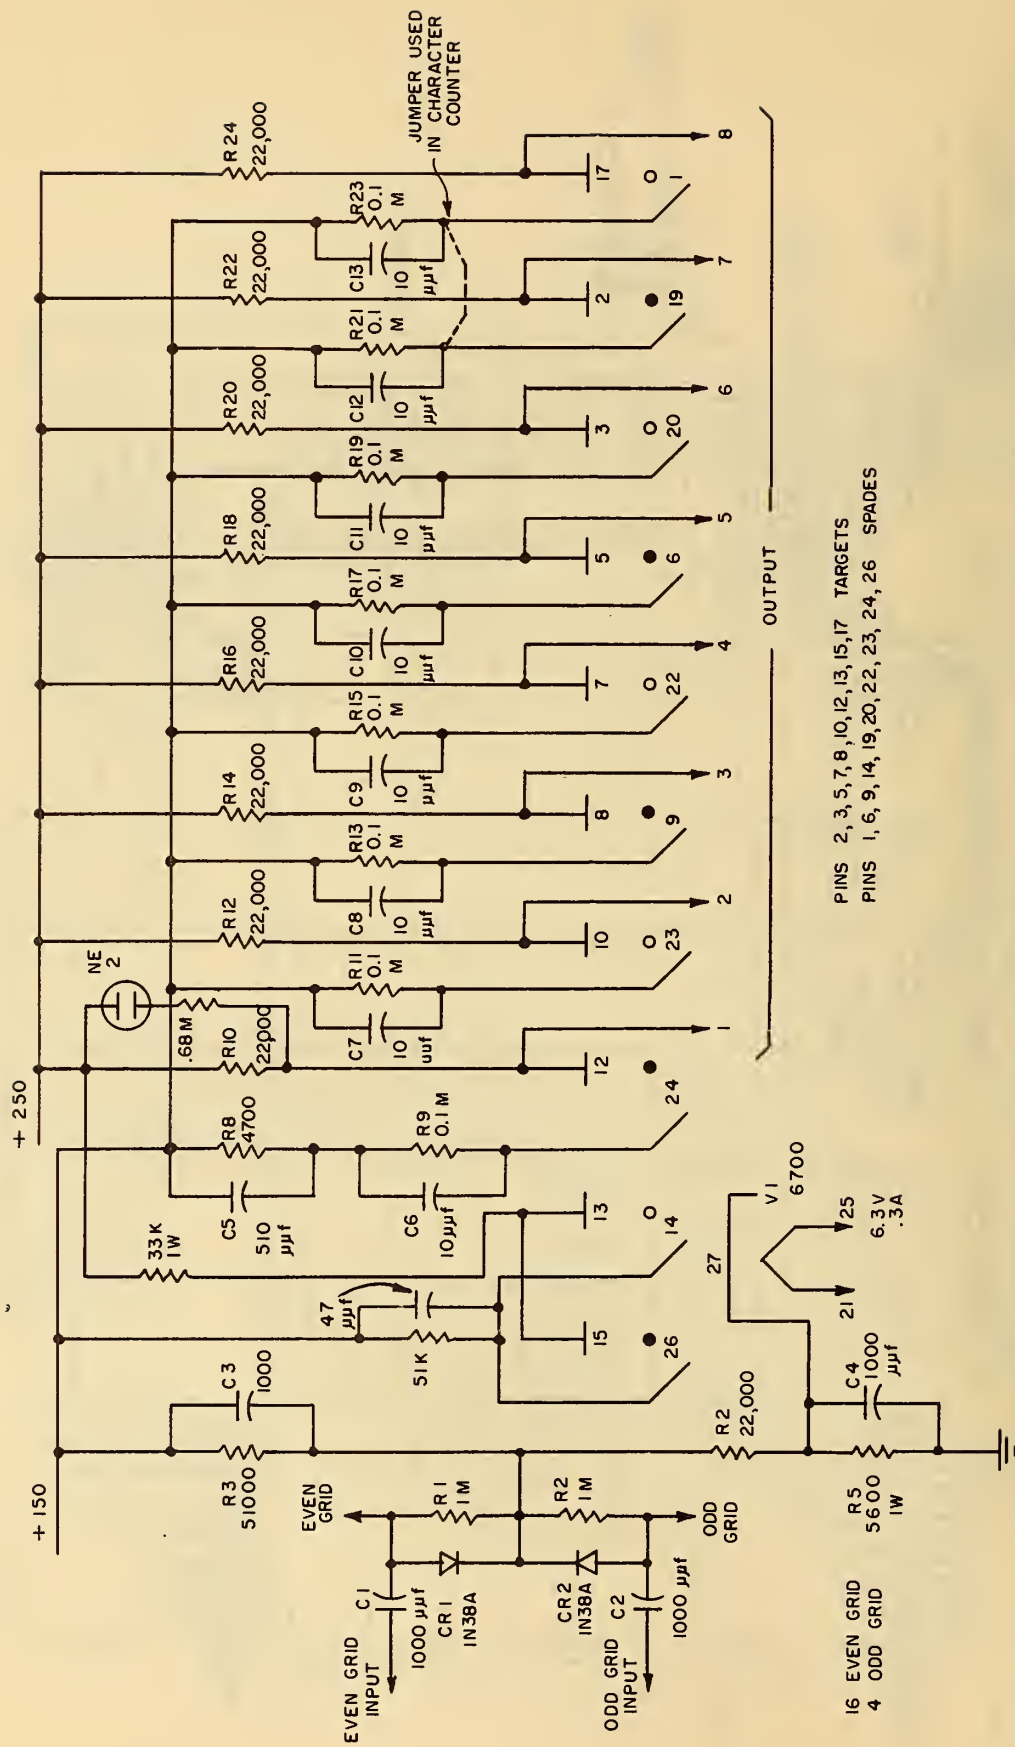 + 250
+ 150
R24
22,000
R22
22,000
R20
22,000
R18
22,000
R16
22,000
R14
22,000
R12
22,000
NE
2
.68M
R10
22,000
R8
4700
C5
510
µµf
33K
1W
47
µµf
51K
C3
1000
R3
51000
JUMPER USED
IN CHARACTER
COUNTER
R23
0.1
M
C13
10
µµf
R21
0.1
M
C12
10
µµf
R19
0.1
M
C11
10
µµf
R17
0.1
M
C10
10
µµf
R15
0.1
M
C9
10
µµf
R13
0.1
M
C8
10
µµf
R11
0.1
M
C7
10
uuf
R9
0.1M
C6
10µµf
EVEN
GRID
R1
1M
R2
1M
ODD
GRID
C1
1000 µµf
CR1
1N38A
CR2
1N38A
C2
1000 µµf
EVEN GRID
INPUT
ODD GRID
INPUT
15
13
12
10
8
7
5
3
2
17
26
14
24
23
9
22
6
20
19
1
1
2
3
4
5
6
7
8
OUTPUT
R2
22,000
C4
1000
µµf
R5
5600
1W
27
V1
6700
21
25
6.3V
.3A
16 EVEN GRID
4 ODD GRID
PINS 2,3,5,7,8,10,12,13,15,17 TARGETS
PINS 1,6,9,14,19,20,22,23,24,26 SPADES